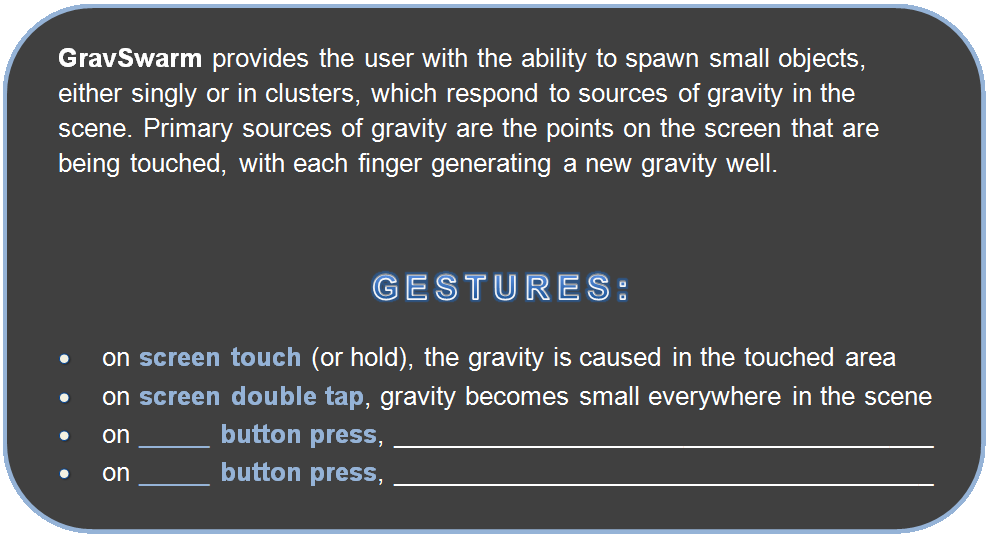 GravSwarm provides the user with the ability to spawn small objects,
either singly or in clusters, which respond to sources of gravity in the
scene. Primary sources of gravity are the points on the screen that are
being touched, with each finger generating a new gravity well.
GESTURES:
• on screen touch (or hold), the gravity is caused in the touched area
• on screen double tap, gravity becomes small everywhere in the scene
• on _____ button press, ______________________________________
• on _____ button press, ______________________________________